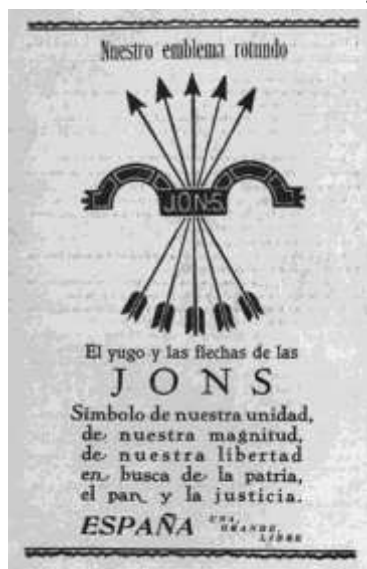 Nuestro emblema rotundo
J.O.N.S.
El yugo y las flechas de las
JONS
Símbolo de nuestra unidad,
de nuestra magnitud,
de nuestra libertad
en busca de la patria,
el pan y la justicia.
ESPAÑA UNA
GRANDE
LIBRE